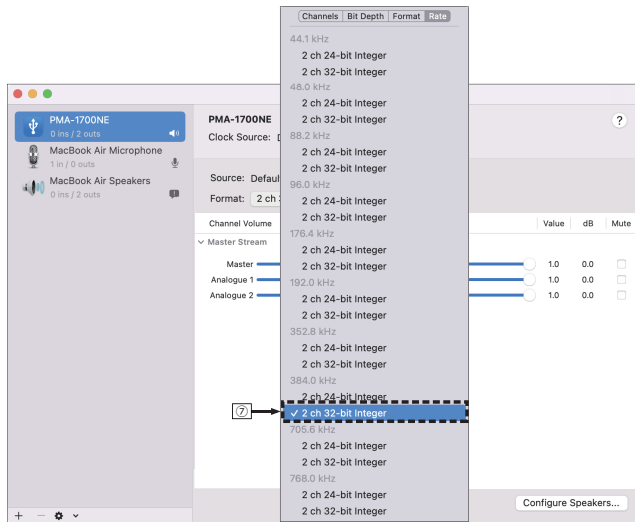 Channels Bit Depth Format Rate
44.1 kHz
2 ch 24-bit Integer
2 ch 32-bit Integer
48.0 kHz
2 ch 24-bit Integer
2 ch 32-bit Integer
88.2 kHz
2 ch 24-bit Integer
2 ch 32-bit Integer
96.0 kHz
2 ch 24-bit Integer
2 ch 32-bit Integer
176.4 kHz
2 ch 24-bit Integer
2 ch 32-bit Integer
192.0 kHz
2 ch 24-bit Integer
2 ch 32-bit Integer
352.8 kHz
2 ch 24-bit Integer
2 ch 32-bit Integer
384.0 kHz
2 ch 24-bit Integer
⑦
✓ 2 ch 32-bit Integer
705.6 kHz
2 ch 24-bit Integer
2 ch 32-bit Integer
768.0 kHz
2 ch 24-bit Integer
2 ch 32-bit Integer
PMA-1700NE
0 ins / 2 outs
MacBook Air Microphone
1 in / 0 outs
MacBook Air Speakers
0 ins / 2 outs
PMA-1700NE
?
Clock Source:
Source: Defaul
Format: 2 ch
Channel Volume Value dB Mute
Master Stream
Master 1.0 0.0
Analogue 1 1.0 0.0
Analogue 2 1.0 0.0
Configure Speakers...